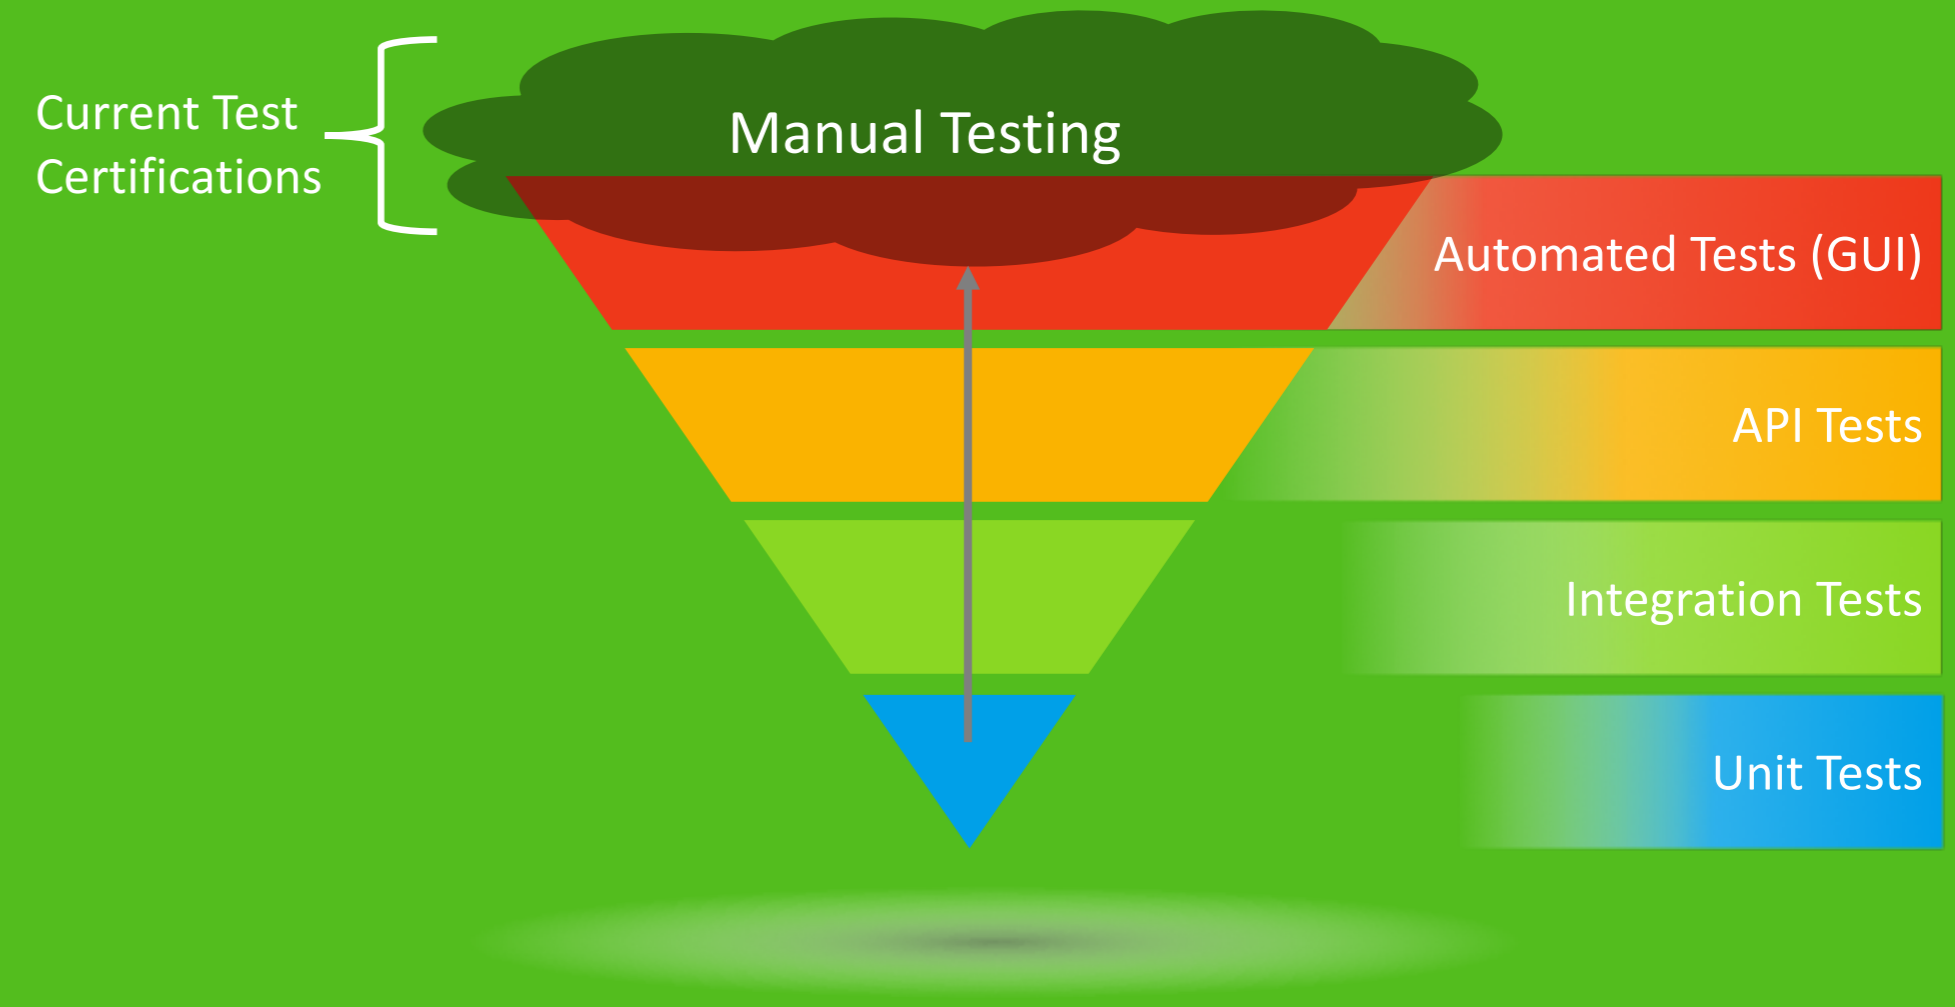 Current Test
Certifications
Manual Testing
Automated Tests (GUI)
API Tests
Integration Tests
Unit Tests